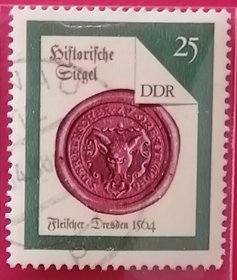 Historische
Siegel
25
DDR
Fleischer - Dresden 1564